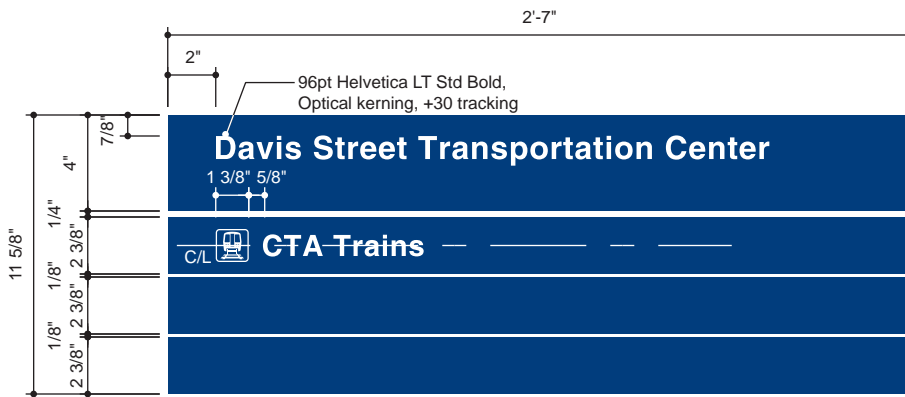 2'-7"
2"
96pt Helvetica LT Std Bold,
Optical kerning, +30 tracking
7/8"
4"
Davis Street Transportation Center
1 3/8" 5/8"
1/4"
11 5/8"
2 3/8"
C/L
CTA Trains
1/8"
2 3/8"
1/8"
2 3/8"